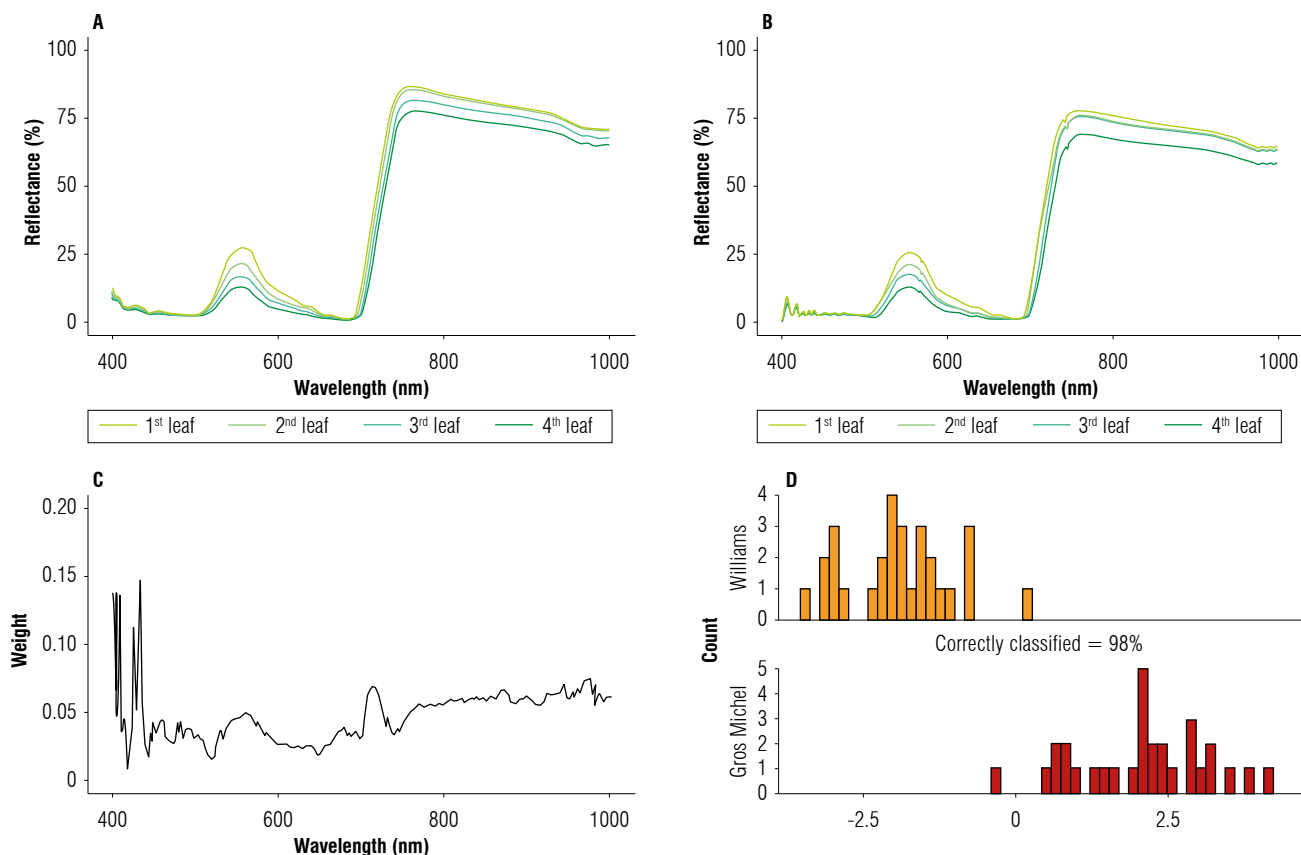 A
Reflectance (%)
100
75
50
25
0
400
600
800
1000
Wavelength (nm)
1st leaf
2nd leaf
3rd leaf
4th leaf
B
Reflectance (%)
100
75
50
25
0
400
600
800
1000
Wavelength (nm)
1st leaf
2nd leaf
3rd leaf
4th leaf
C
Weight
0.20
0.15
0.10
0.05
0
400
600
800
1000
Wavelength (nm)
D
Count
Williams
4
3
2
1
0
Correctly classified = 98%
Gros Michel
5
4
3
2
1
0
-2.5
0
2.5